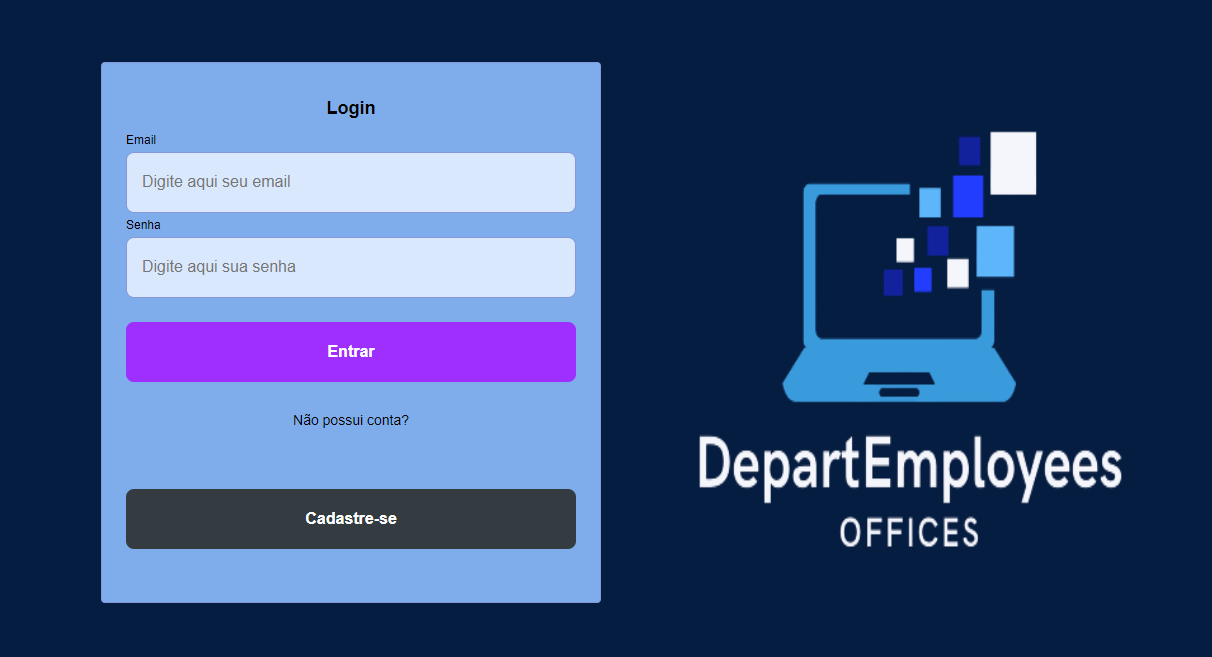 Login
Email
Digite aqui seu email
Senha
Digite aqui sua senha
Entrar
Não possui conta?
Cadastre-se
DepartEmployees
OFFICES